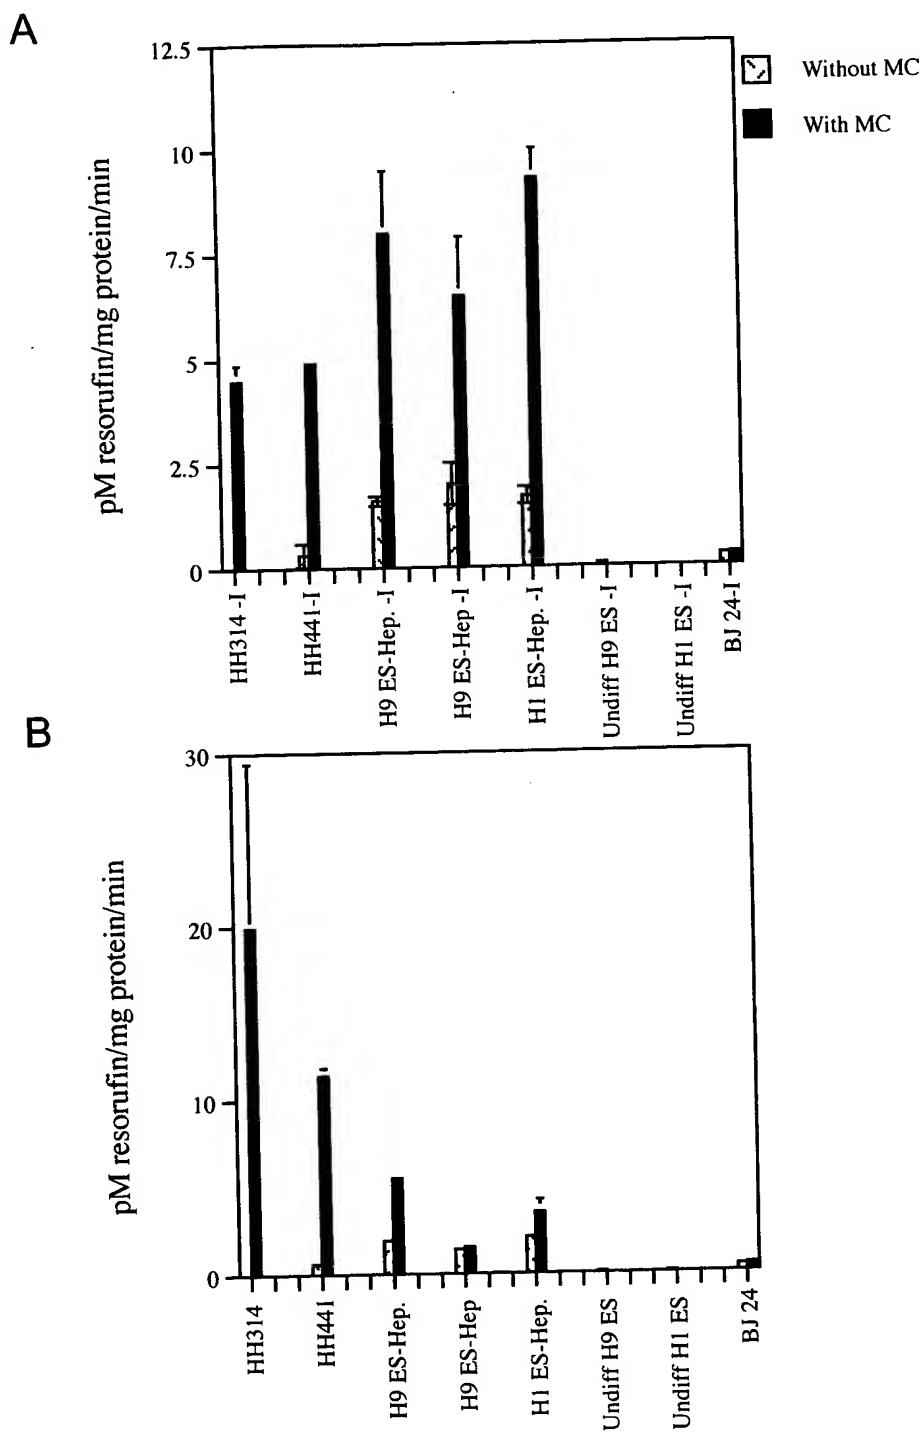 A
12.5
10
7.5
5
2.5
0
pM resorufin/mg protein/min
Without MC
With MC
HH314 -I
HH441-I
H9 ES-Hep. -I
H9 ES-Hep -I
H1 ES-Hep. -I
Undiff H9 ES -I
Undiff H1 ES -I
BJ 24-I
B
30
20
10
0
pM resorufin/mg protein/min
HH314
HH441
H9 ES-Hep.
H9 ES-Hep
H1 ES-Hep.
Undiff H9 ES
Undiff H1 ES
BJ 24